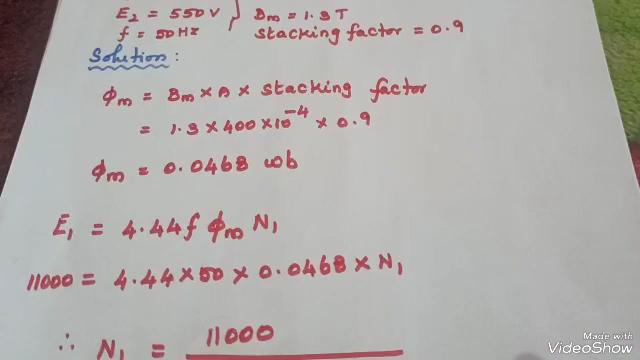 E₂ = 550V } Bm = 1.3 T
f = 50 Hz stacking factor = 0.9
Solution:
ϕm = Bm × A × stacking factor
= 1.3 × 400 × 10⁻⁴ × 0.9
ϕm = 0.0468 wb
E₁ = 4.44 f ϕm N₁
11000 = 4.44 × 50 × 0.0468 × N₁
∴ N₁ = 11000
Made with
VideoShow